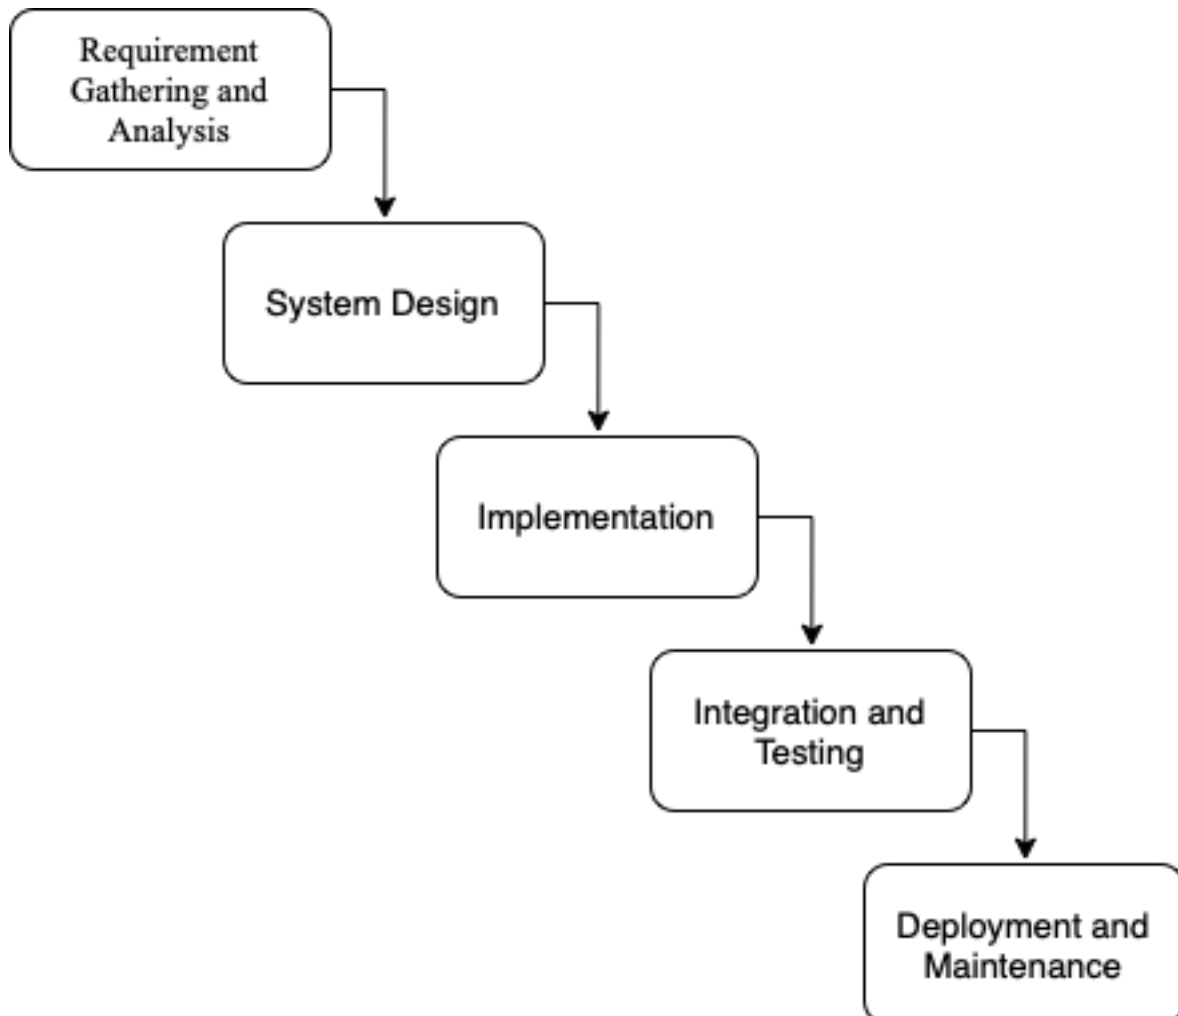 Requirement
Gathering and
Analysis
System Design
Implementation
Integration and
Testing
Deployment and
Maintenance